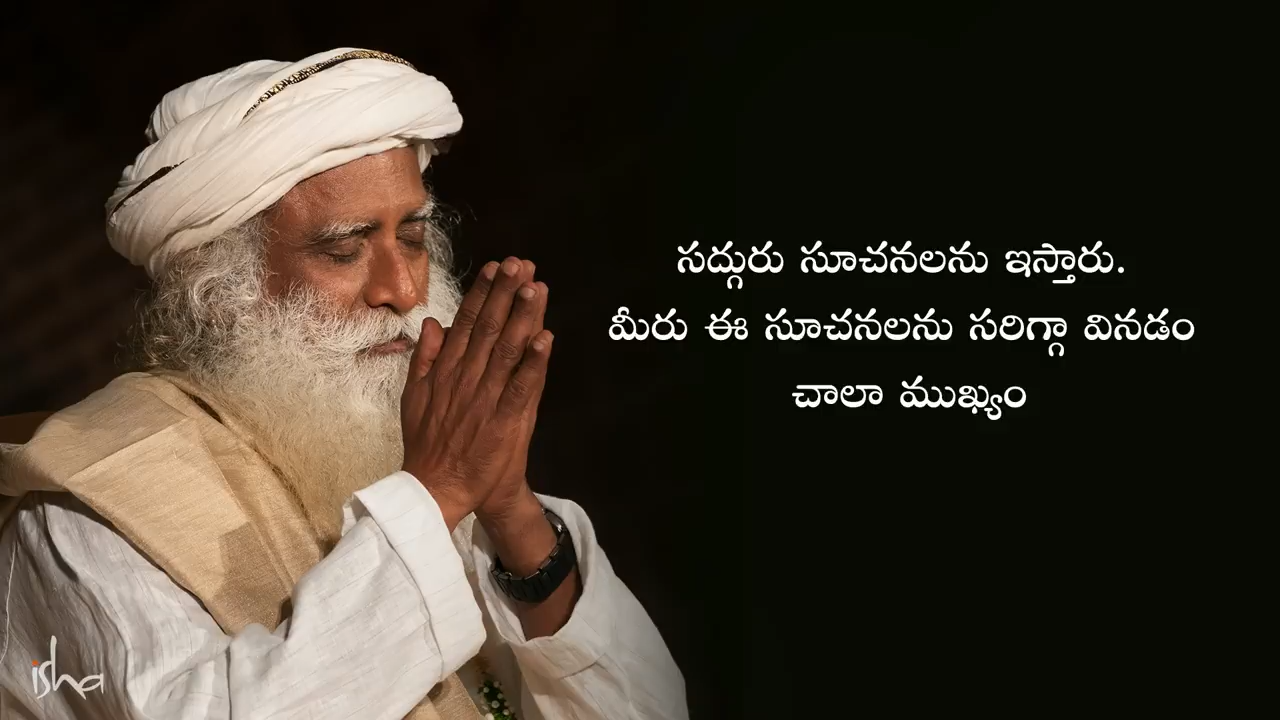 సద్గురు సూచనలను ఇస్తారు.
మీరు ఈ సూచనలను సరిగ్గా వినడం
చాలా ముఖ్యం
isha